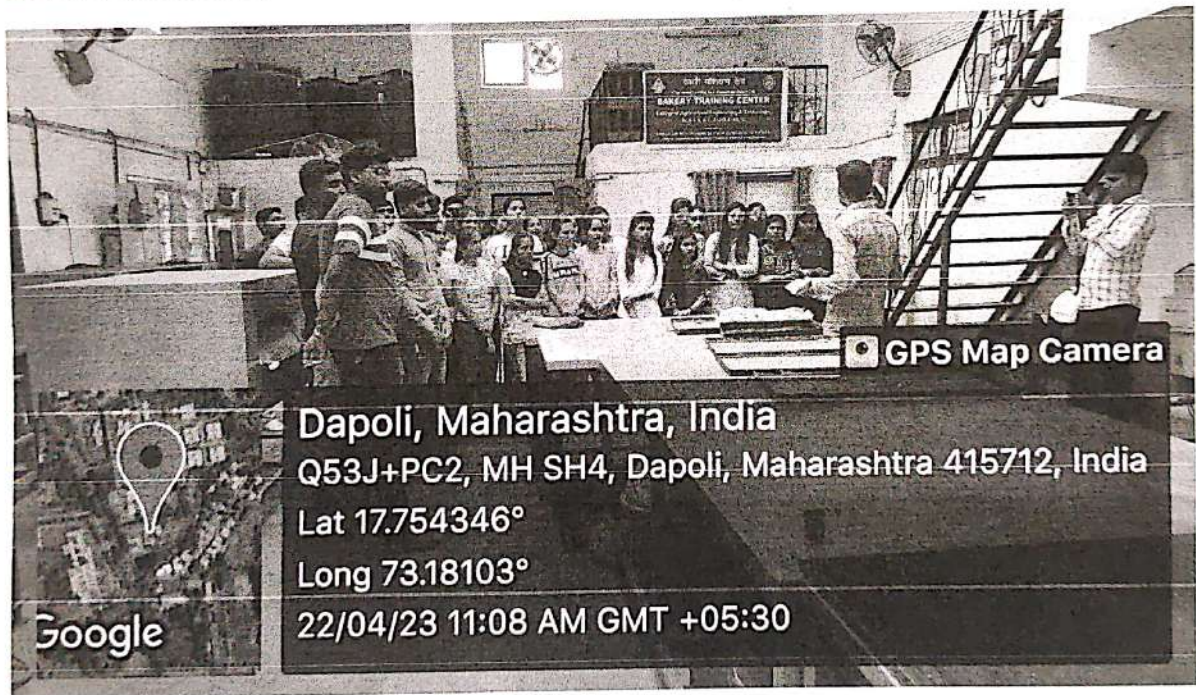 BAKERY TRAINING CENTER
GPS Map Camera
Dapoli, Maharashtra, India
Q53J+PC2, MH SH4, Dapoli, Maharashtra 415712, India
Lat 17.754346°
Long 73.18103°
22/04/23 11:08 AM GMT +05:30
Google